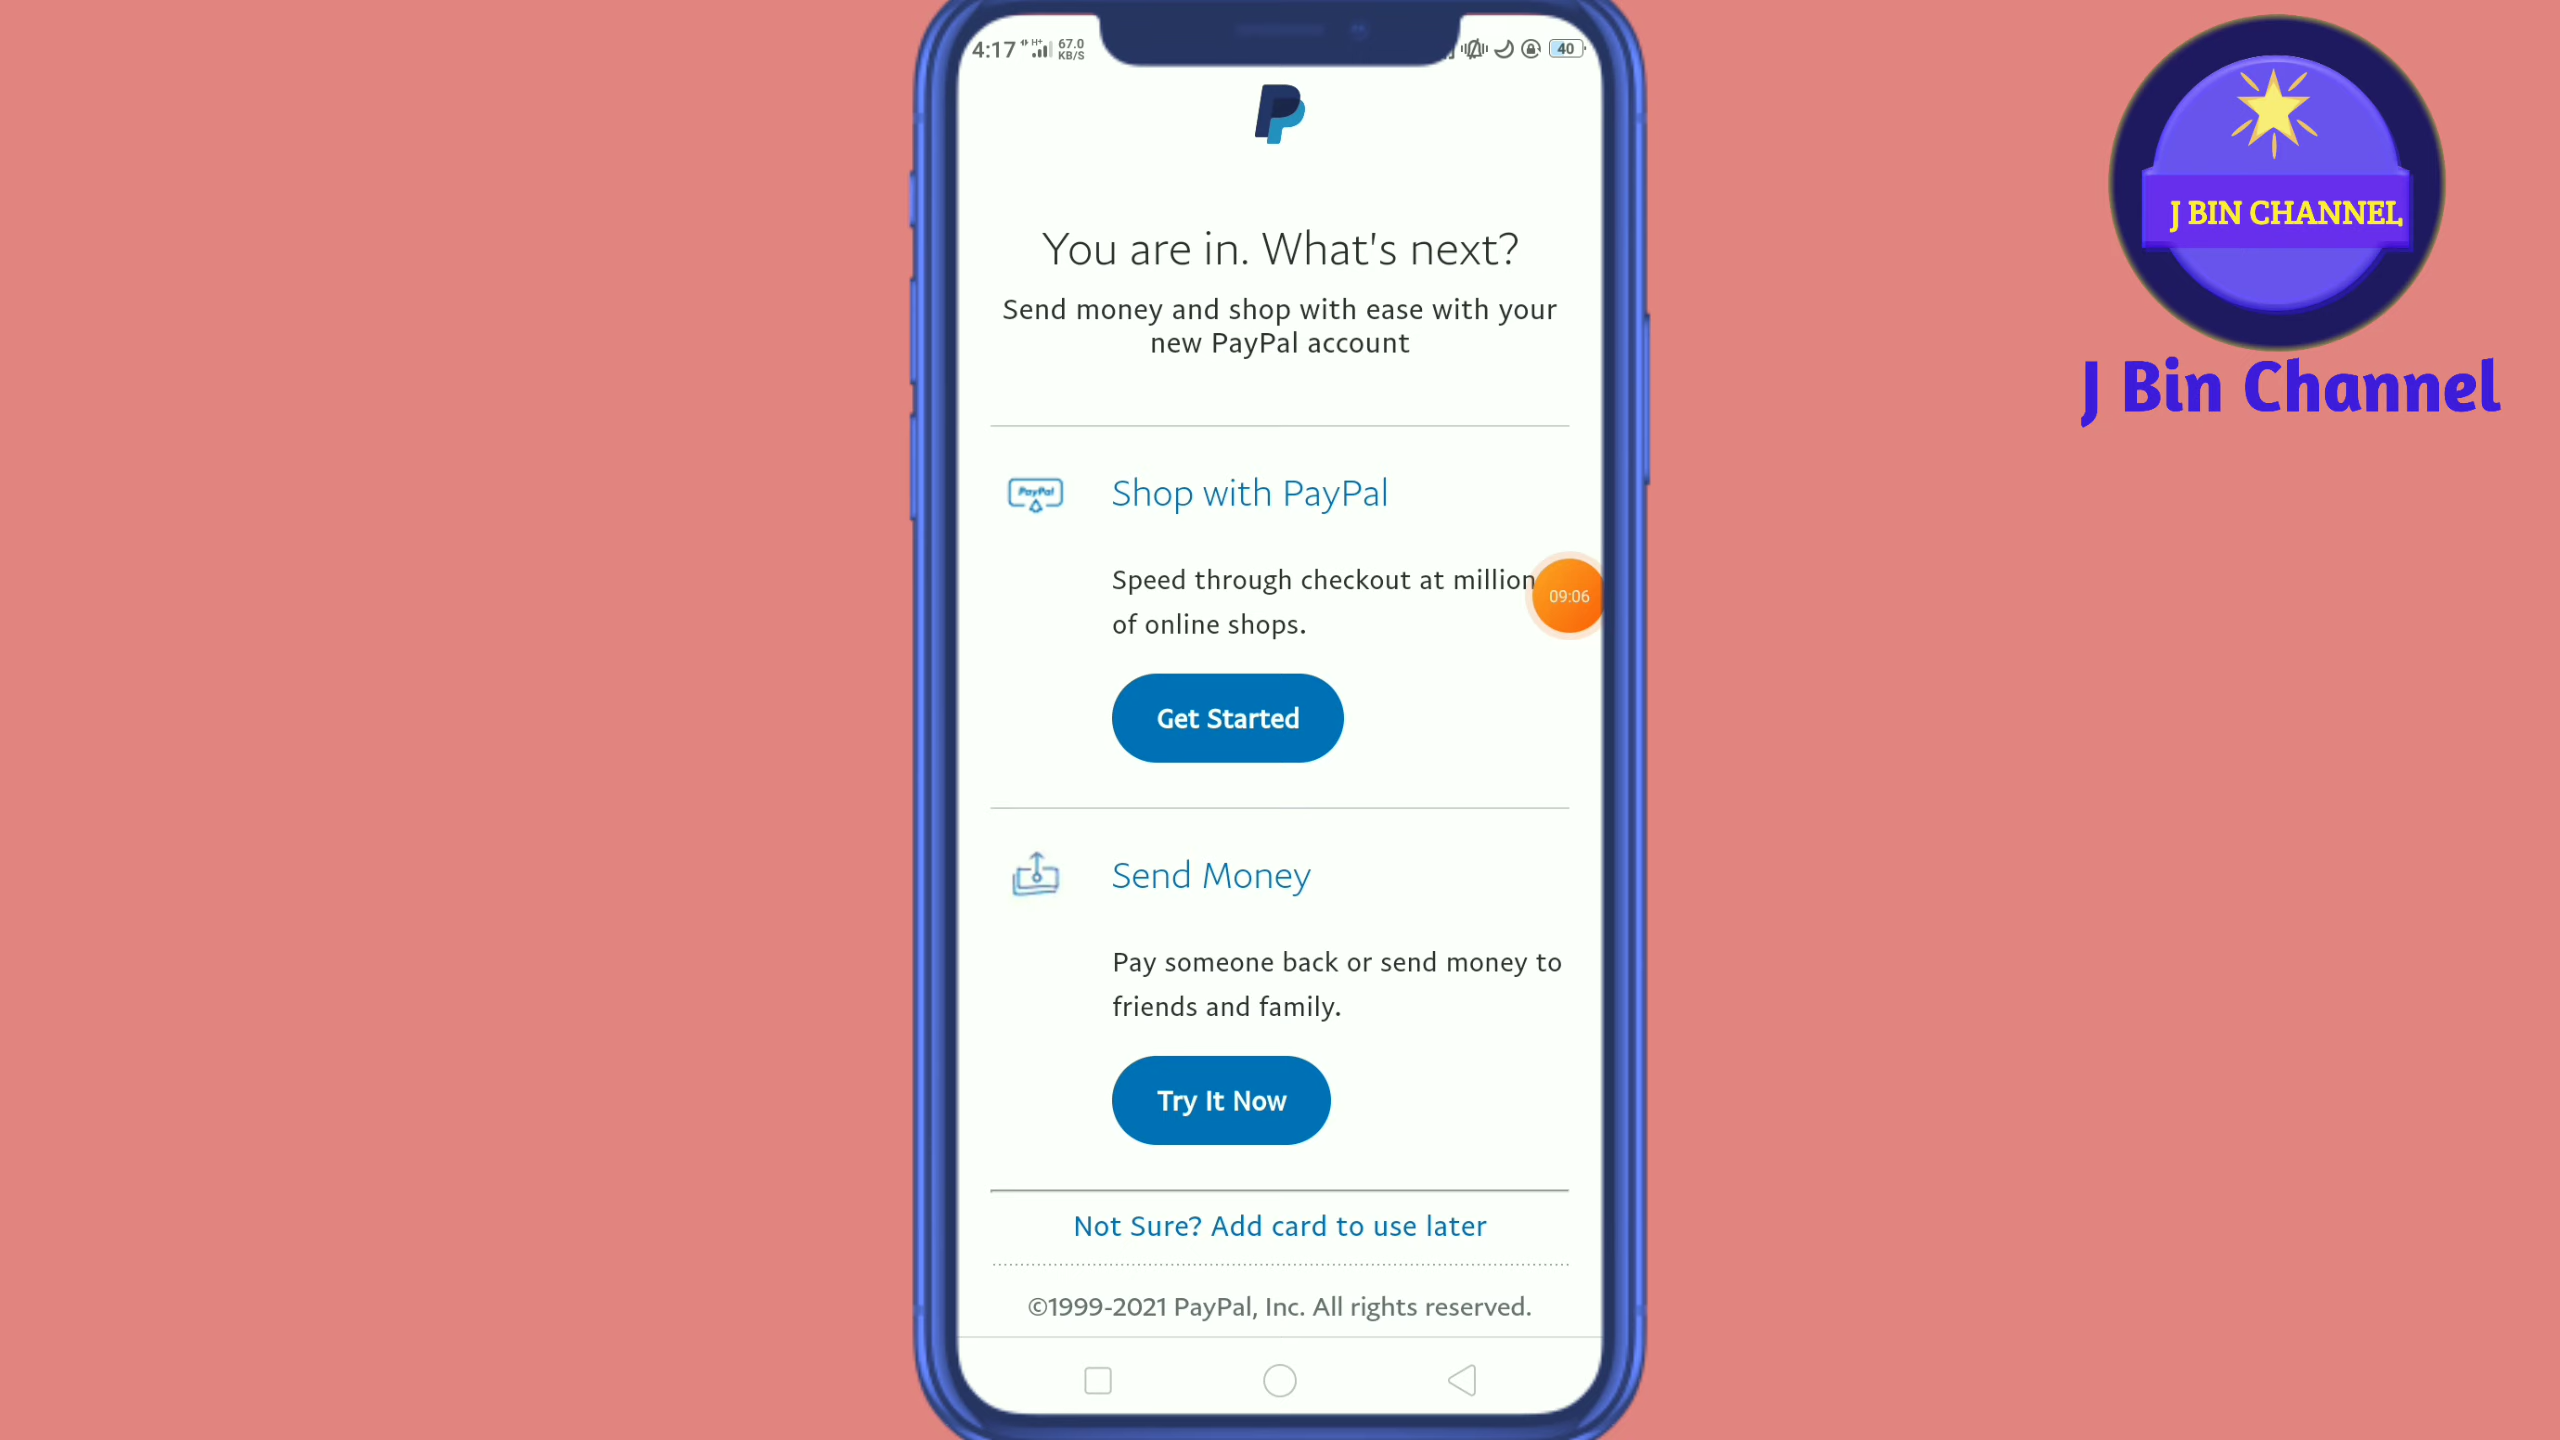 4:17 H+ 67.0 KB/S
40
J BIN CHANNEL
J Bin Channel
You are in. What's next?
Send money and shop with ease with your
new PayPal account
PayPal
Shop with PayPal
Speed through checkout at million
of online shops.
09:06
Get Started
Send Money
Pay someone back or send money to
friends and family.
Try It Now
Not Sure? Add card to use later
©1999-2021 PayPal, Inc. All rights reserved.